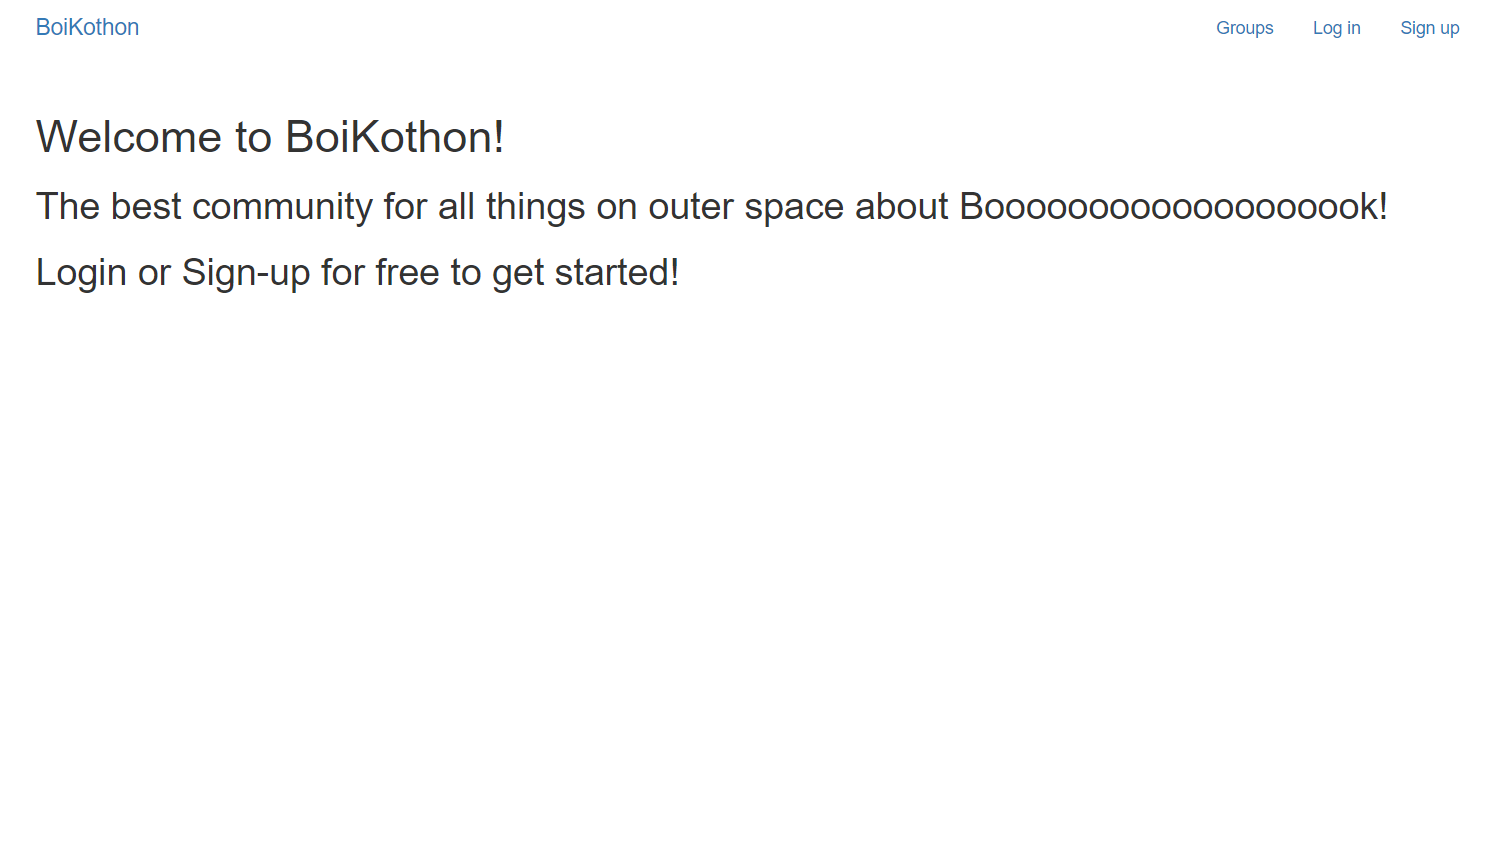 BoiKothon
Groups
Log in
Sign up
Welcome to BoiKothon!
The best community for all things on outer space about Booooooooooooooooook!
Login or Sign-up for free to get started!